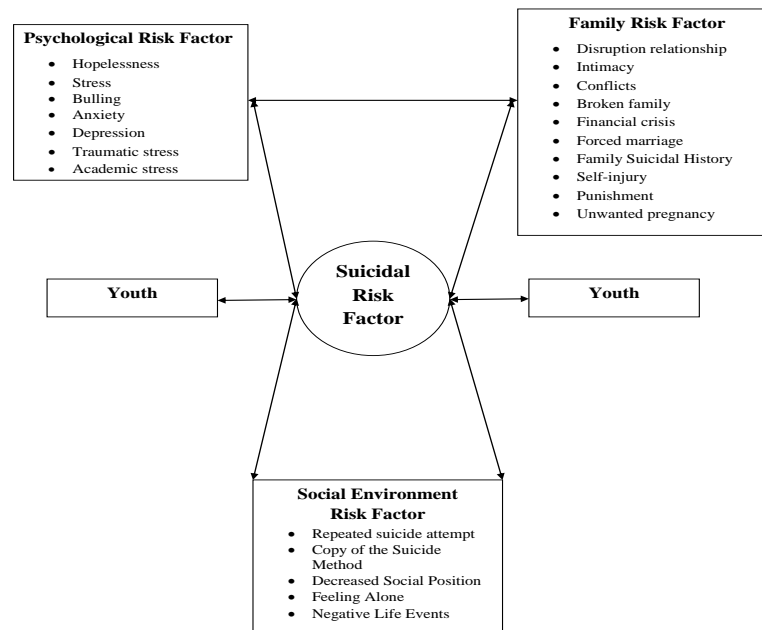 Psychological Risk Factor
Hopelessness
Stress
Bulling
Anxiety
Depression
Traumatic stress
Academic stress
Family Risk Factor
Disruption relationship
Intimacy
Conflicts
Broken family
Financial crisis
Forced marriage
Family Suicidal History
Self-injury
Punishment
Unwanted pregnancy
Youth
Suicidal
Risk
Factor
Youth
Social Environment
Risk Factor
Repeated suicide attempt
Copy of the Suicide
Method
Decreased Social Position
Feeling Alone
Negative Life Events